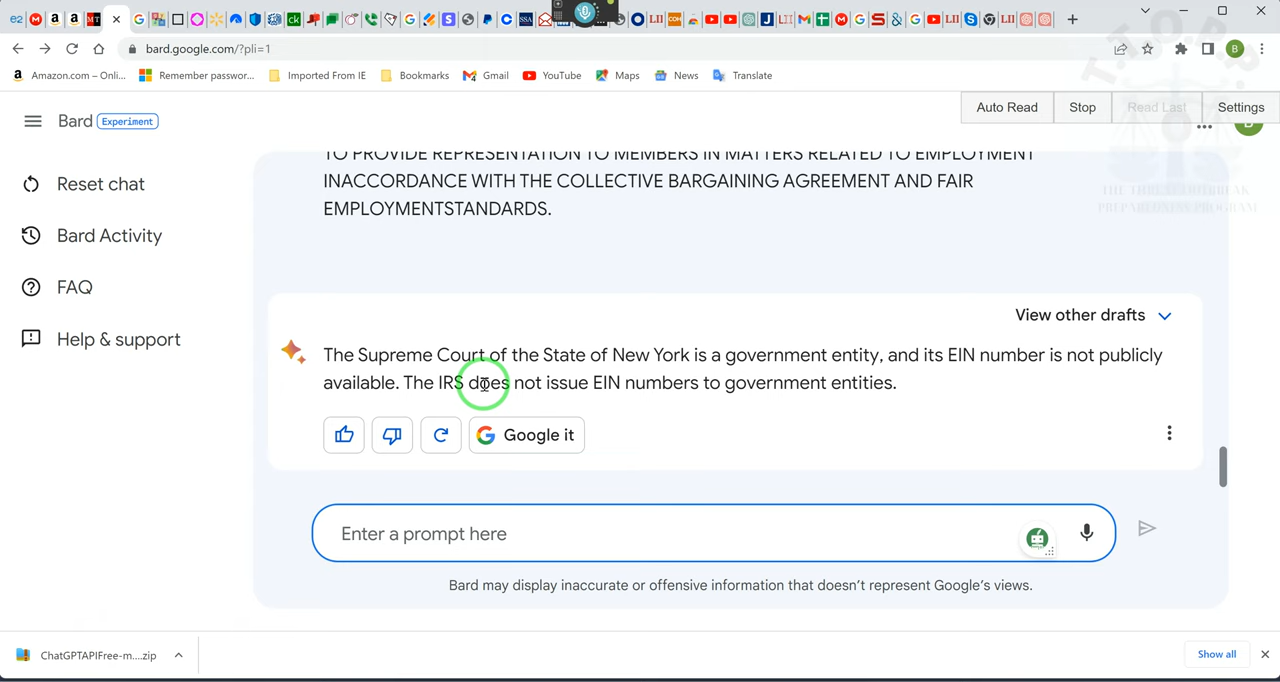 bard.google.com/?pli=1
Amazon.com – Onli... Remember passwor... Imported From IE Bookmarks Gmail YouTube Maps News Translate
T.T.O.P.P.
Auto Read Stop Read Last Settings
Bard Experiment
THE THREAT OUTBREAK
PREPAREDNESS PROGRAM
Reset chat
Bard Activity
FAQ
Help & support
TO PROVIDE REPRESENTATION TO MEMBERS IN MATTERS RELATED TO EMPLOYMENT
INACCORDANCE WITH THE COLLECTIVE BARGAINING AGREEMENT AND FAIR
EMPLOYMENTSTANDARDS.
View other drafts
The Supreme Court of the State of New York is a government entity, and its EIN number is not publicly
available. The IRS does not issue EIN numbers to government entities.
Google it
Enter a prompt here
Bard may display inaccurate or offensive information that doesn't represent Google's views.
ChatGPTAPIFree-m....zip
Show all